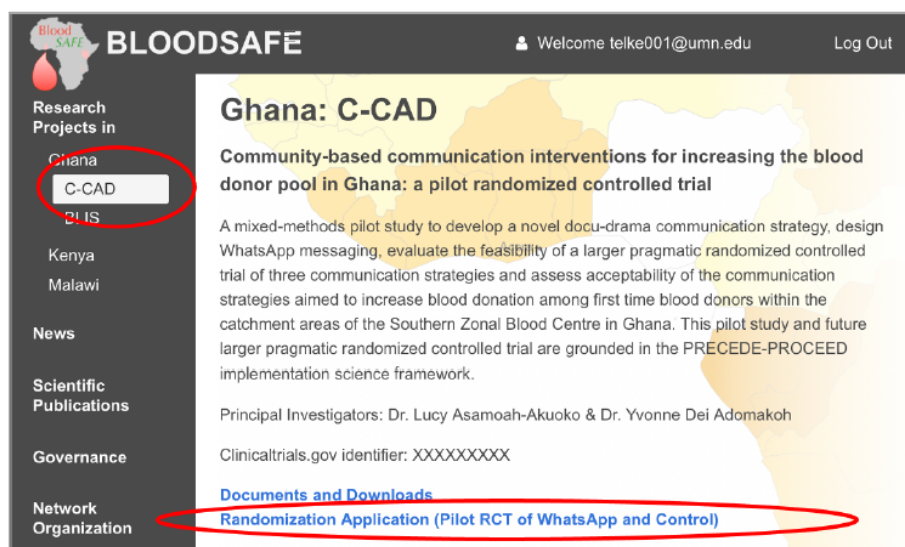 Blood
SAFE
BLOODSAFE
Welcome telke001@umn.edu
Log Out
Research
Projects in
Ghana
C-CAD
BLIS
Kenya
Malawi
News
Scientific
Publications
Governance
Network
Organization
Ghana: C-CAD
Community-based communication interventions for increasing the blood
donor pool in Ghana: a pilot randomized controlled trial
A mixed-methods pilot study to develop a novel docu-drama communication strategy, design
WhatsApp messaging, evaluate the feasibility of a larger pragmatic randomized controlled
trial of three communication strategies and assess acceptability of the communication
strategies aimed to increase blood donation among first time blood donors within the
catchment areas of the Southern Zonal Blood Centre in Ghana. This pilot study and future
larger pragmatic randomized controlled trial are grounded in the PRECEDE-PROCEED
implementation science framework.
Principal Investigators: Dr. Lucy Asamoah-Akuoko & Dr. Yvonne Dei Adomakoh
Clinicaltrials.gov identifier: XXXXXXXXX
Documents and Downloads
Randomization Application (Pilot RCT of WhatsApp and Control)